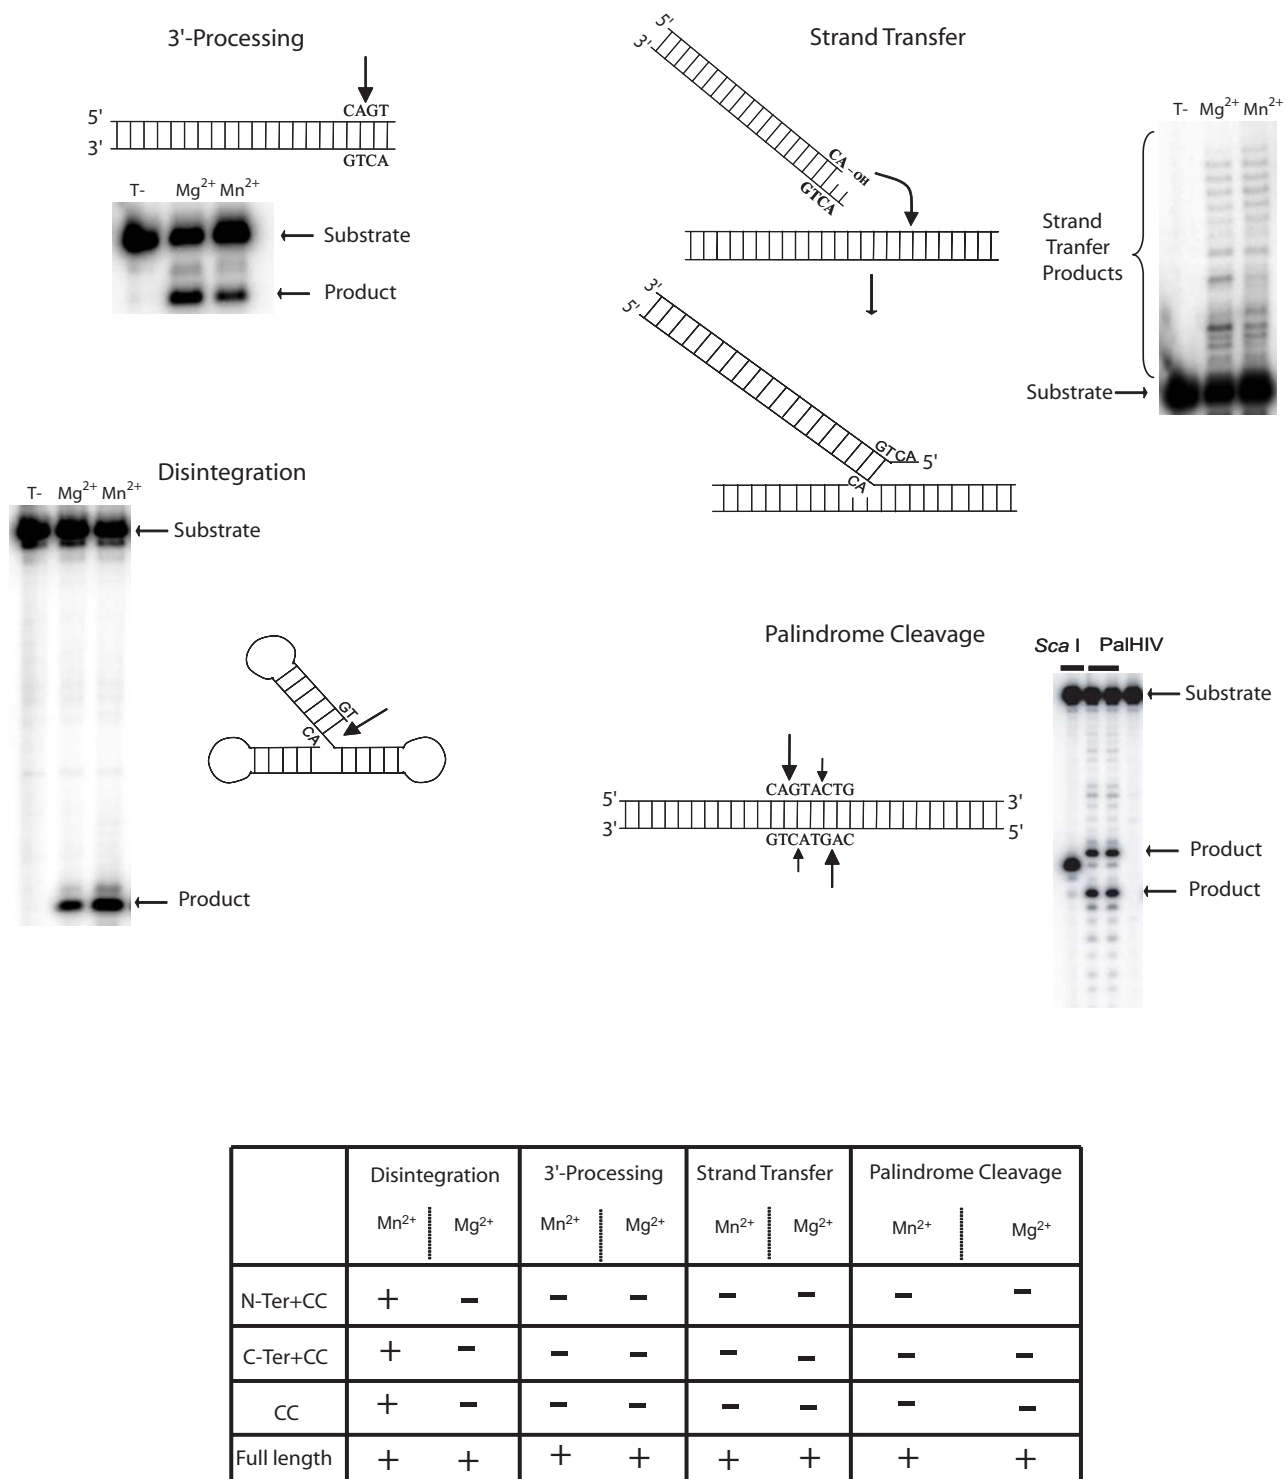 3'-Processing
CAGT
5'
3'
GTCA
T- Mg2+ Mn2+
Substrate
Product
Strand Transfer
5'
3'
CA-OH
GTCA
3'
5'
GTCA 5'
CA
T- Mg2+ Mn2+
Strand
Tranfer
Products
Substrate
Disintegration
T- Mg2+ Mn2+
Substrate
Product
GT
CA
Palindrome Cleavage
CAGTACTG
5' 3'
3' 5'
GTCATGAC
Sca I PalHIV
Substrate
Product
Product
Disintegration 3'-Processing Strand Transfer Palindrome Cleavage
Mn2+ Mg2+ Mn2+ Mg2+ Mn2+ Mg2+ Mn2+ Mg2+
N-Ter+CC + - - - - - - -
C-Ter+CC + - - - - - - -
CC + - - - - - - -
Full length + + + + + + + +